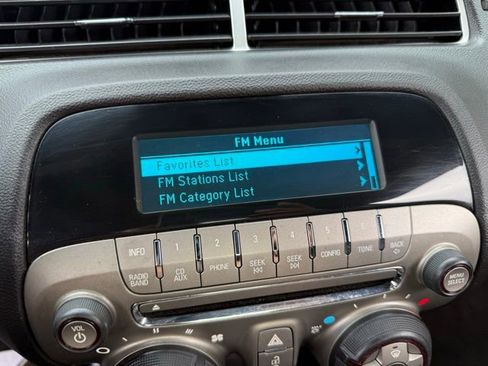 FM Menu
Favorites List
FM Stations List
FM Category List
INFO
1
2
3
4
5
6
BACK
RADIO BAND
CD AUX
PHONE
SEEK
SEEK
CONFIG
TONE
VOL
MENU SELECT